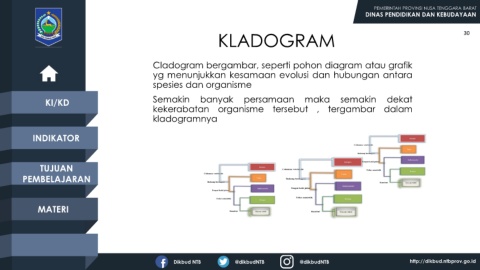 PEMERINTAH PROVINSI NUSA TENGGARA BARAT
DINAS PENDIDIKAN DAN KEBUDAYAAN
30
KLADOGRAM
Cladogram bergambar, seperti pohon diagram atau grafik
yg menunjukkan kesamaan evolusi dan hubungan antara
spesies dan organisme
Semakin banyak persamaan maka semakin dekat
kekerabatan organisme tersebut , tergambar dalam
kladogramnya
KI/KD
INDIKATOR
TUJUAN
PEMBELAJARAN
MATERI
Dikbud NTB
@dikbudNTB
@dikbudNTB
http://dikbud.ntbprov.go.id